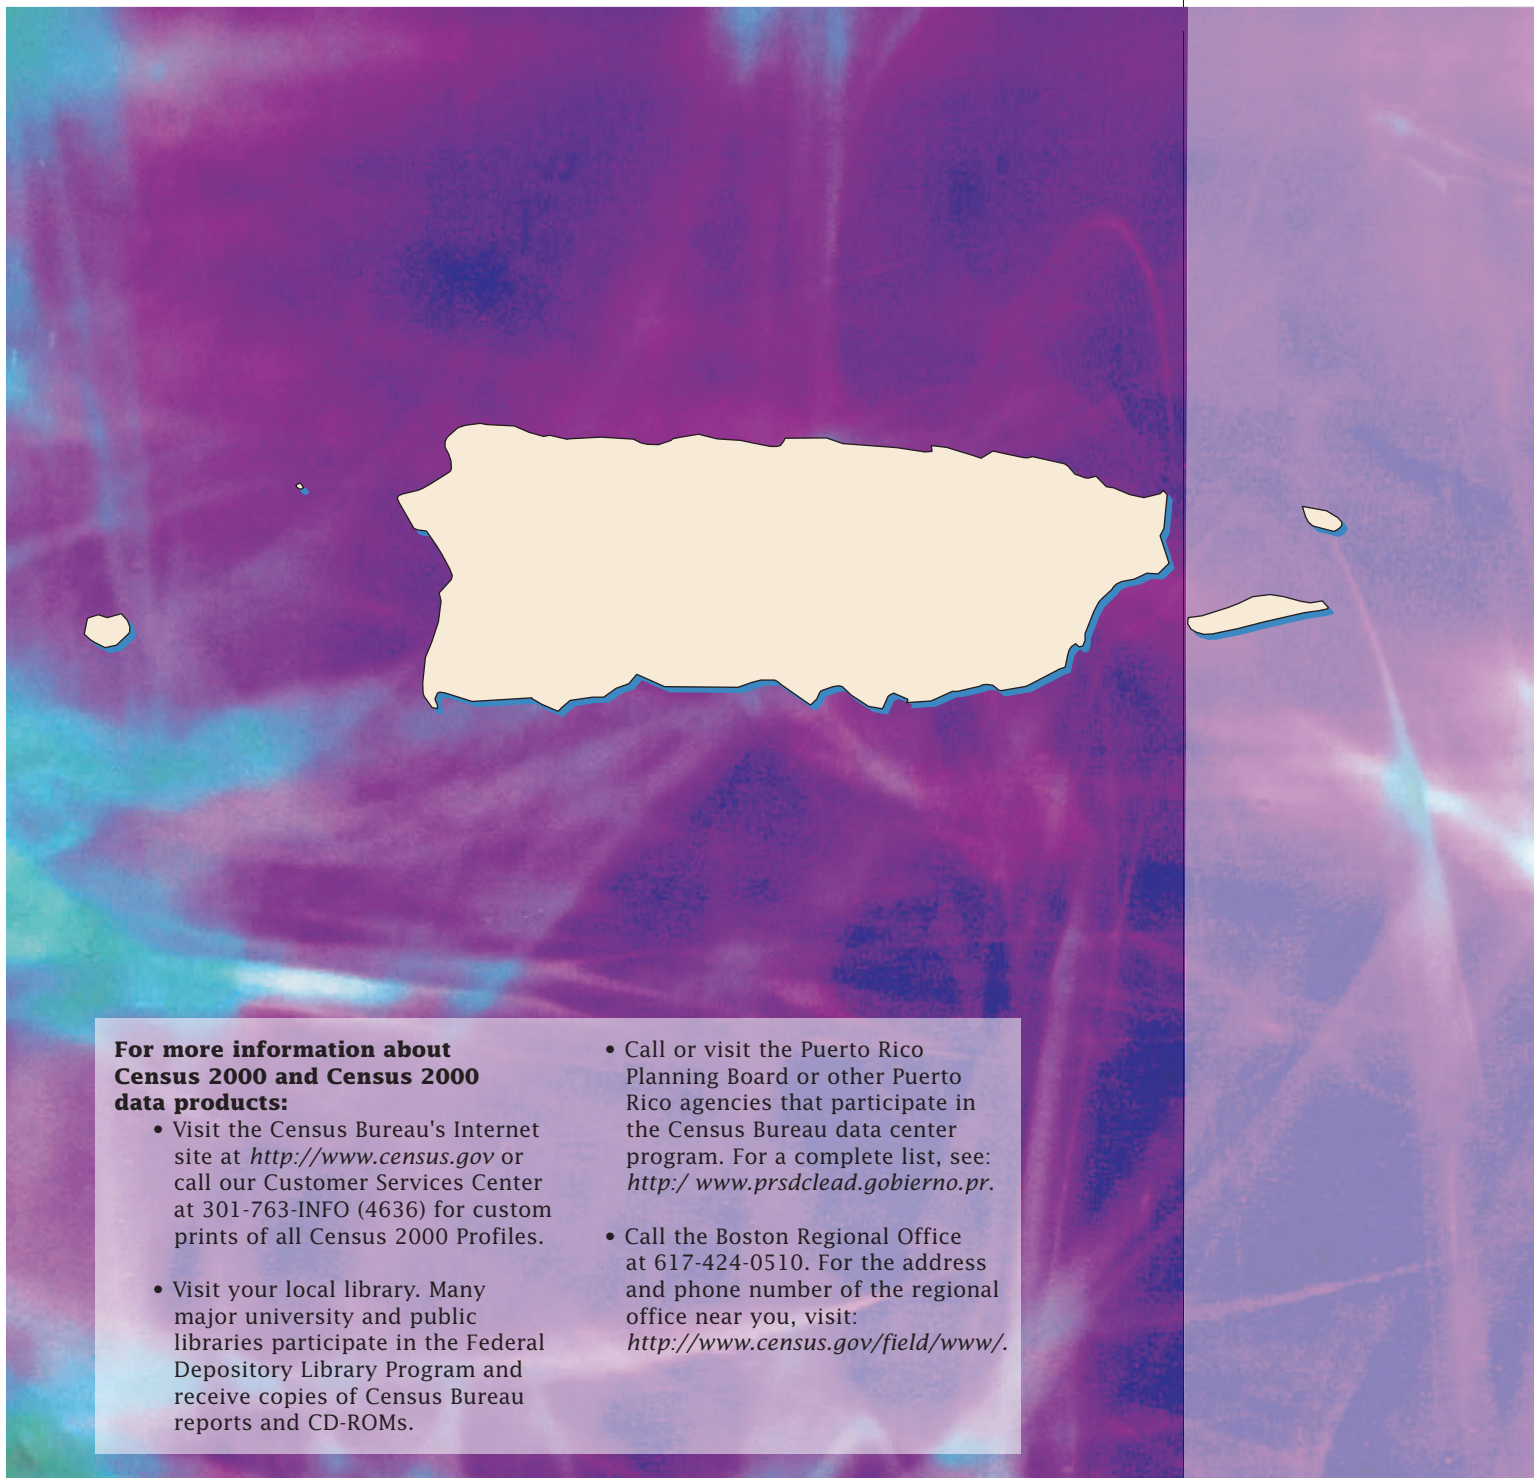 For more information about
Census 2000 and Census 2000
data products:
• Visit the Census Bureau's Internet
site at http://www.census.gov or
call our Customer Services Center
at 301-763-INFO (4636) for custom
prints of all Census 2000 Profiles.
• Visit your local library. Many
major university and public
libraries participate in the Federal
Depository Library Program and
receive copies of Census Bureau
reports and CD-ROMs.
• Call or visit the Puerto Rico
Planning Board or other Puerto
Rico agencies that participate in
the Census Bureau data center
program. For a complete list, see:
http:/ www.prsdclead.gobierno.pr.
• Call the Boston Regional Office
at 617-424-0510. For the address
and phone number of the regional
office near you, visit:
http://www.census.gov/field/www/.